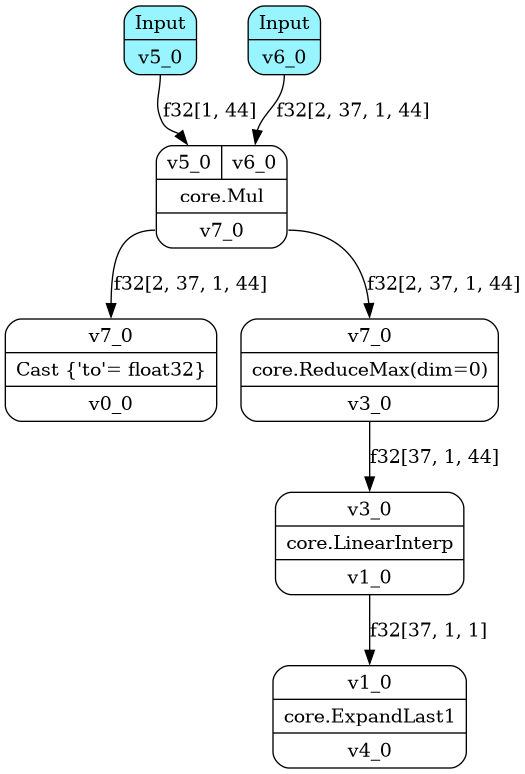 Input
v5_0
Input
v6_0
f32[1, 44]
f32[2, 37, 1, 44]
v5_0
v6_0
core.Mul
v7_0
f32[2, 37, 1, 44]
f32[2, 37, 1, 44]
v7_0
Cast {'to'= float32}
v0_0
v7_0
core.ReduceMax(dim=0)
v3_0
f32[37, 1, 44]
v3_0
core.LinearInterp
v1_0
f32[37, 1, 1]
v1_0
core.ExpandLast1
v4_0